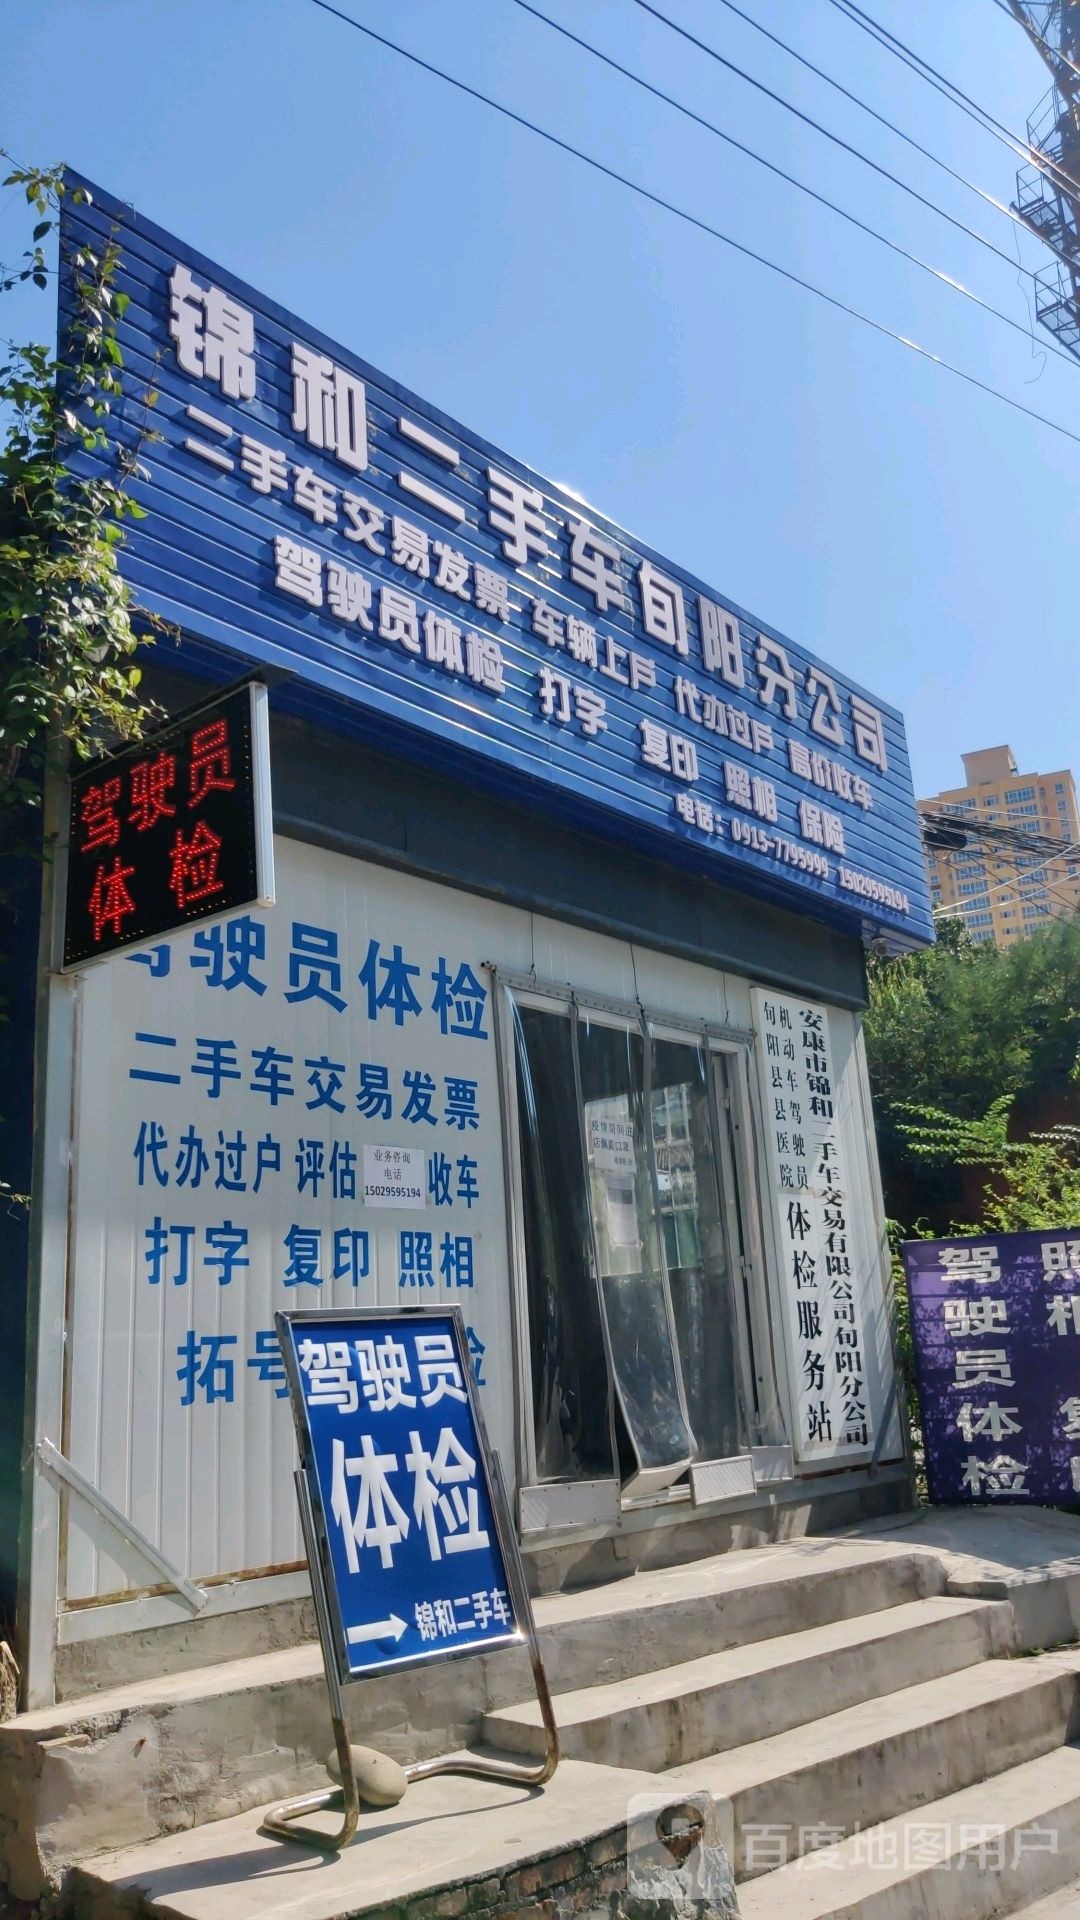 锦和二手车旬阳分公司
二手车交易发票 车辆上户 代办过户 高价收车
驾驶员体检 打字 复印 照相 保险
电话：0915-7795999 15029595194
驾驶员
体检
驾驶员体检
二手车交易发票
代办过户 评估 收车
业务咨询
电话
15029595194
打字 复印 照相
拓号
驾驶员
体检
→锦和二手车
安康市锦和二手车交易有限公司旬阳分公司
机动车驾驶员
旬阳县县医院
体检服务站
驾驶员体检
照相
复印
百度地图用户